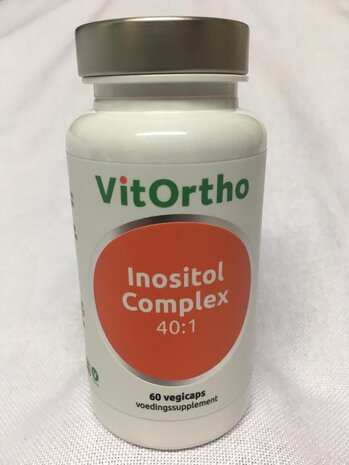 VitOrtho
Inositol
Complex
40:1
60 vegicaps
voedingssupplement